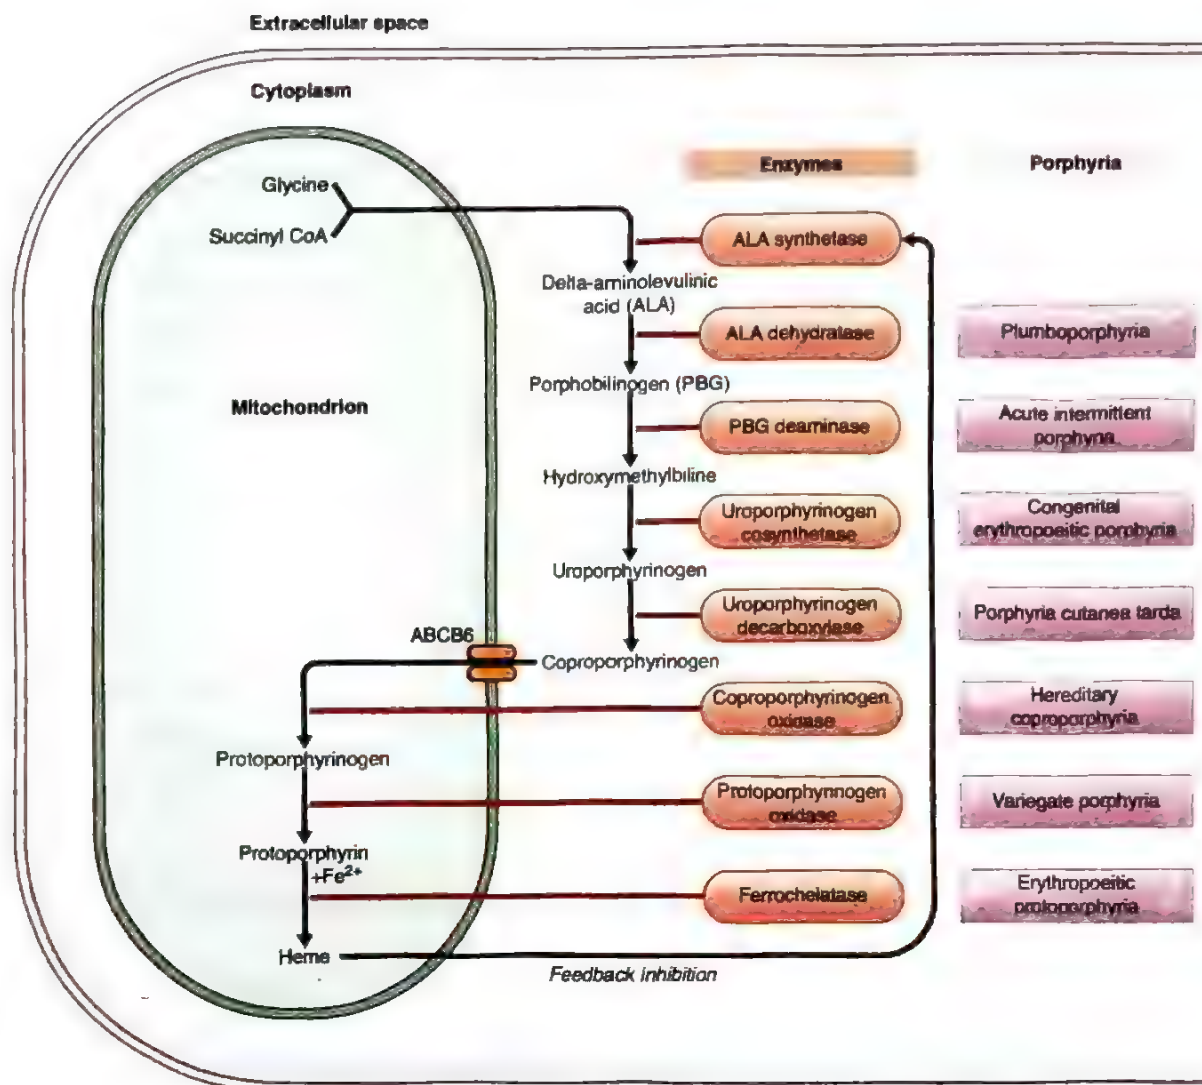 Extracellular space
Cytoplasm
Enzymes
Porphyria
Glycine
Succinyl CoA
ALA synthetase
Delta-aminolevulinic
acid (ALA)
ALA dehydratase
Plumboporphyria
Porphobilinogen (PBG)
Mitochondrion
PBG deaminase
Acute intermittent
porphyria
Hydroxymethylbiline
Uroporphyrinogen
cosynthetase
Congenital
erythropoeitic porphyria
Uroporphyrinogen
Uroporphyrinogen
decarboxylase
Porphyria cutanea tarda
ABCB6
Coproporphyrinogen
Coproporphyrinogen
oxidase
Hereditary
coproporphyria
Protoporphyrinogen
Protoporphyrinogen
oxidase
Variegate porphyria
Protoporphyrin
+Fe²⁺
Ferrochelatase
Erythropoeitic
protoporphyria
Heme
Feedback inhibition